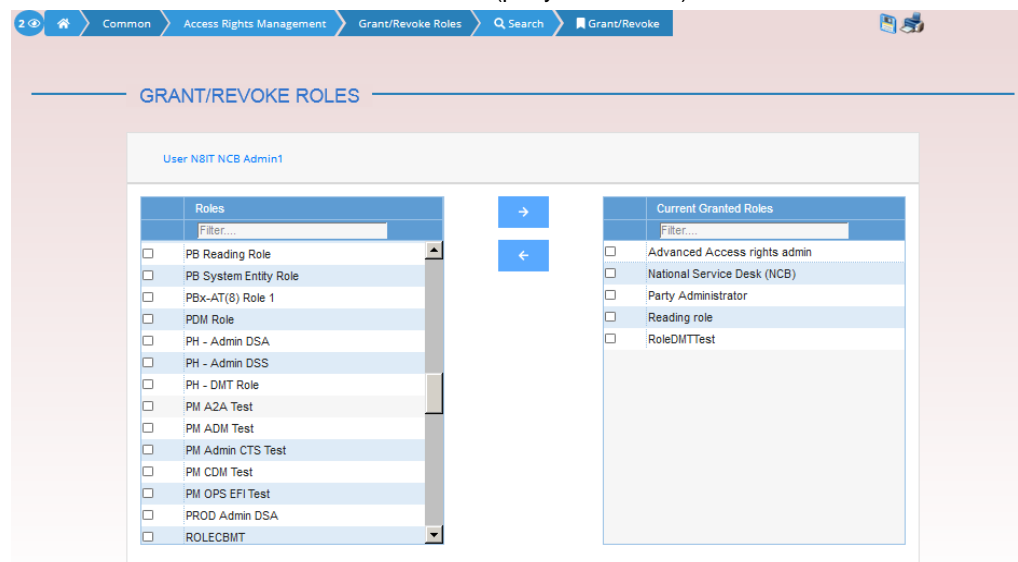 2 Common Access Rights Management Grant/Revoke Roles Search Grant/Revoke
GRANT/REVOKE ROLES
User N8IT NCB Admin1
Roles
Filter....
PB Reading Role
PB System Entity Role
PBx-AT(8) Role 1
PDM Role
PH - Admin DSA
PH - Admin DSS
PH - DMT Role
PM A2A Test
PM ADM Test
PM Admin CTS Test
PM CDM Test
PM OPS EFI Test
PROD Admin DSA
ROLECBMT
Current Granted Roles
Filter....
Advanced Access rights admin
National Service Desk (NCB)
Party Administrator
Reading role
RoleDMTTest